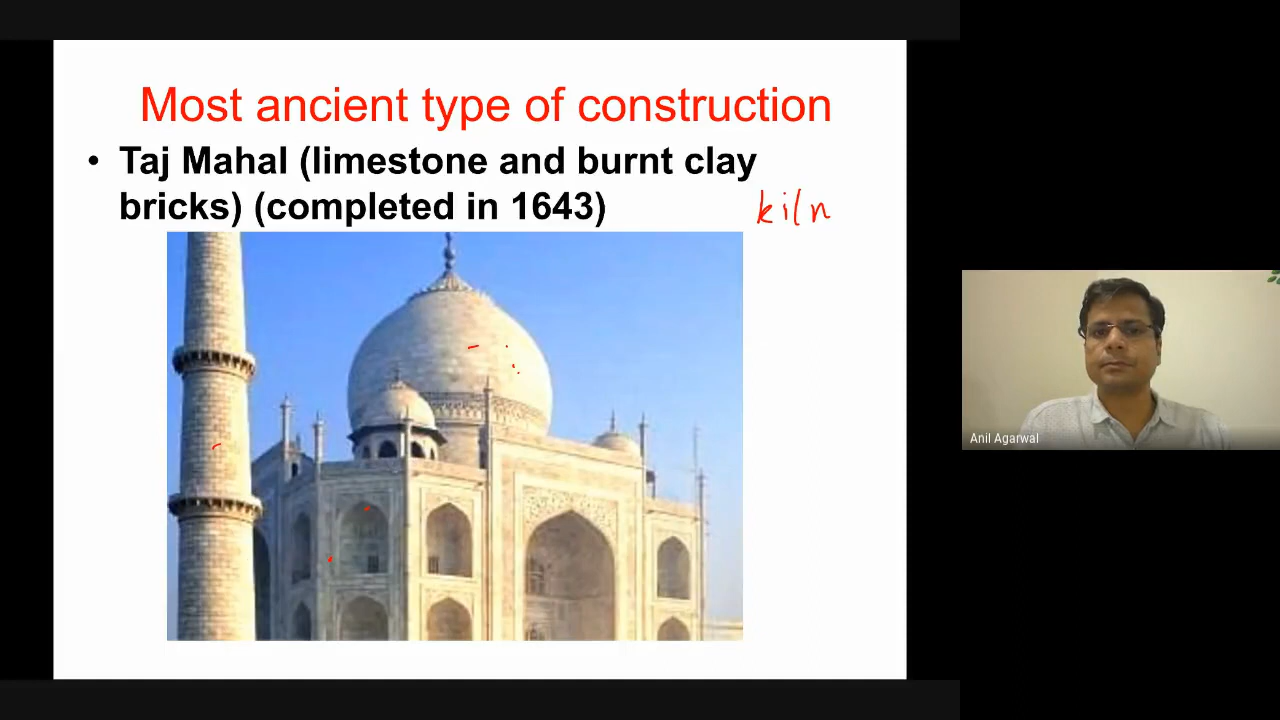 Most ancient type of construction
• Taj Mahal (limestone and burnt clay
bricks) (completed in 1643)
kiln
Anil Agarwal